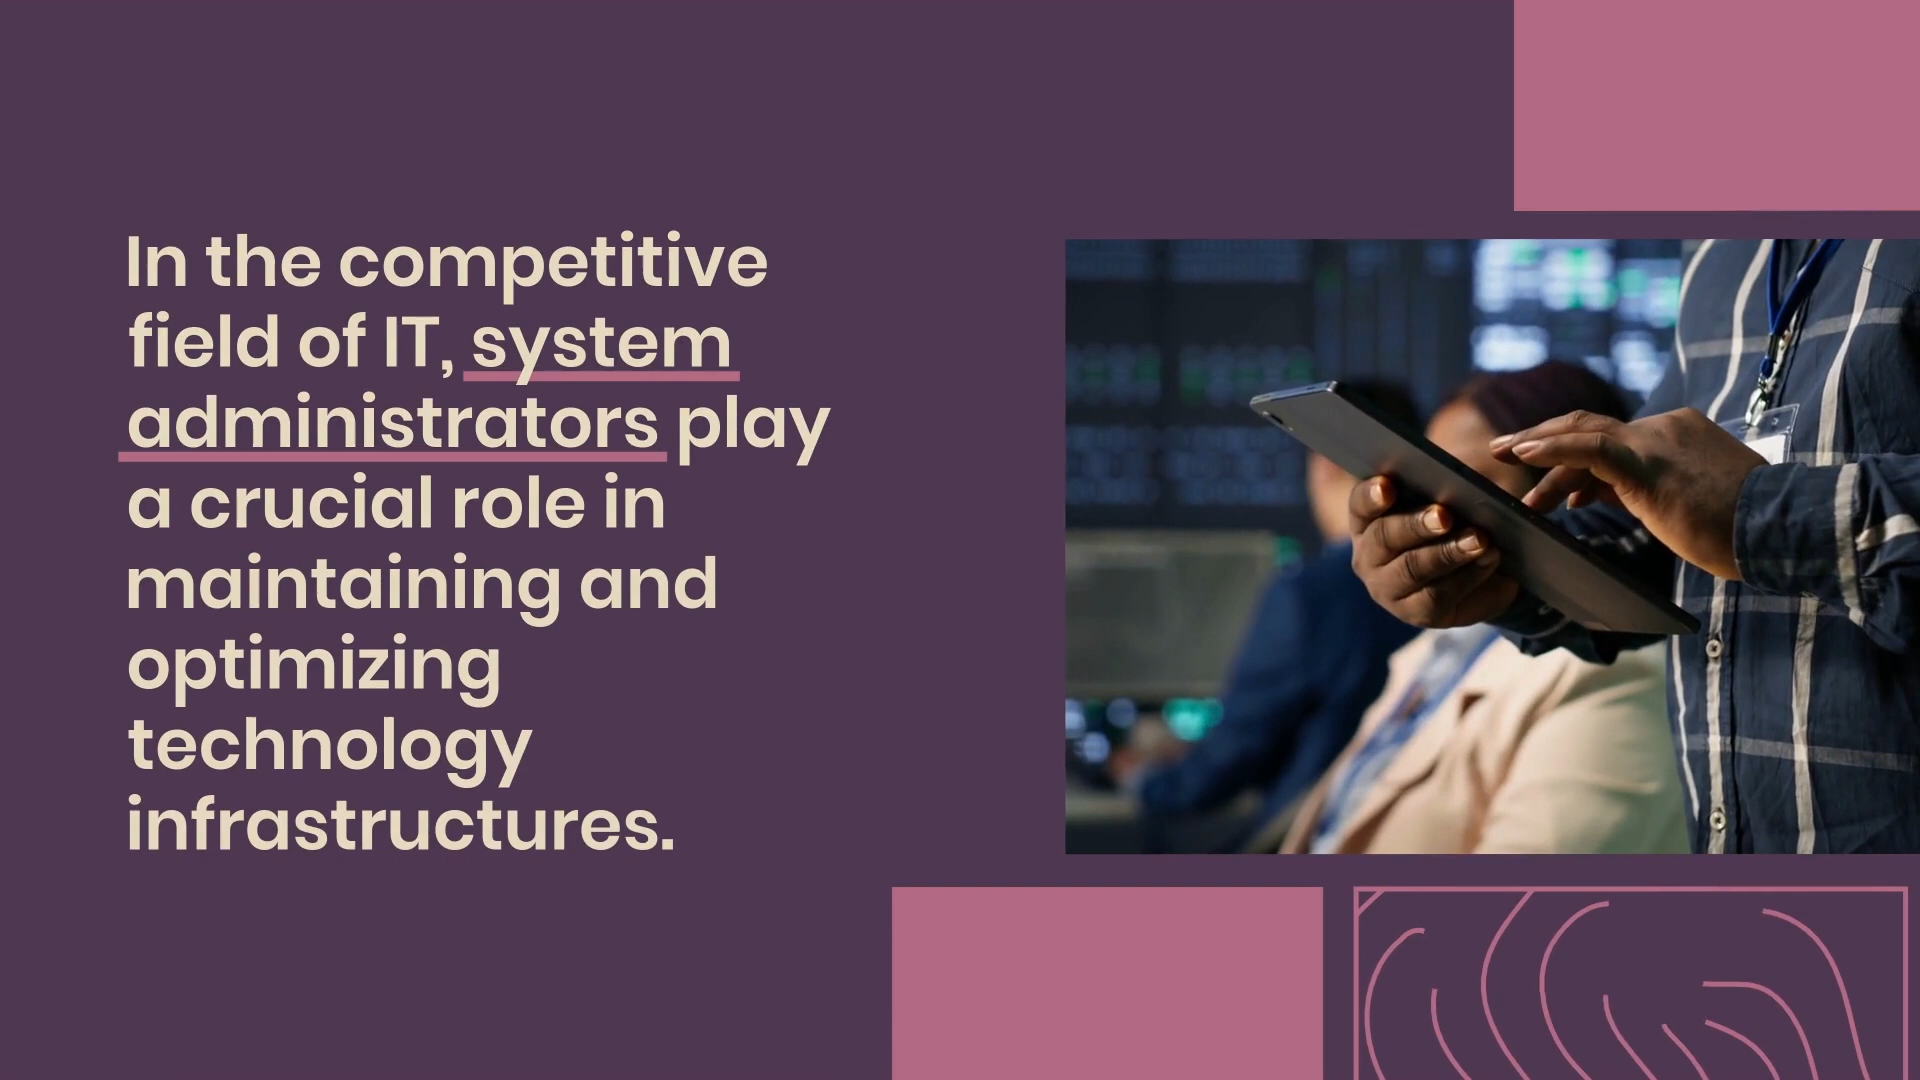 In the competitive
field of IT, system
administrators play
a crucial role in
maintaining and
optimizing
technology
infrastructures.